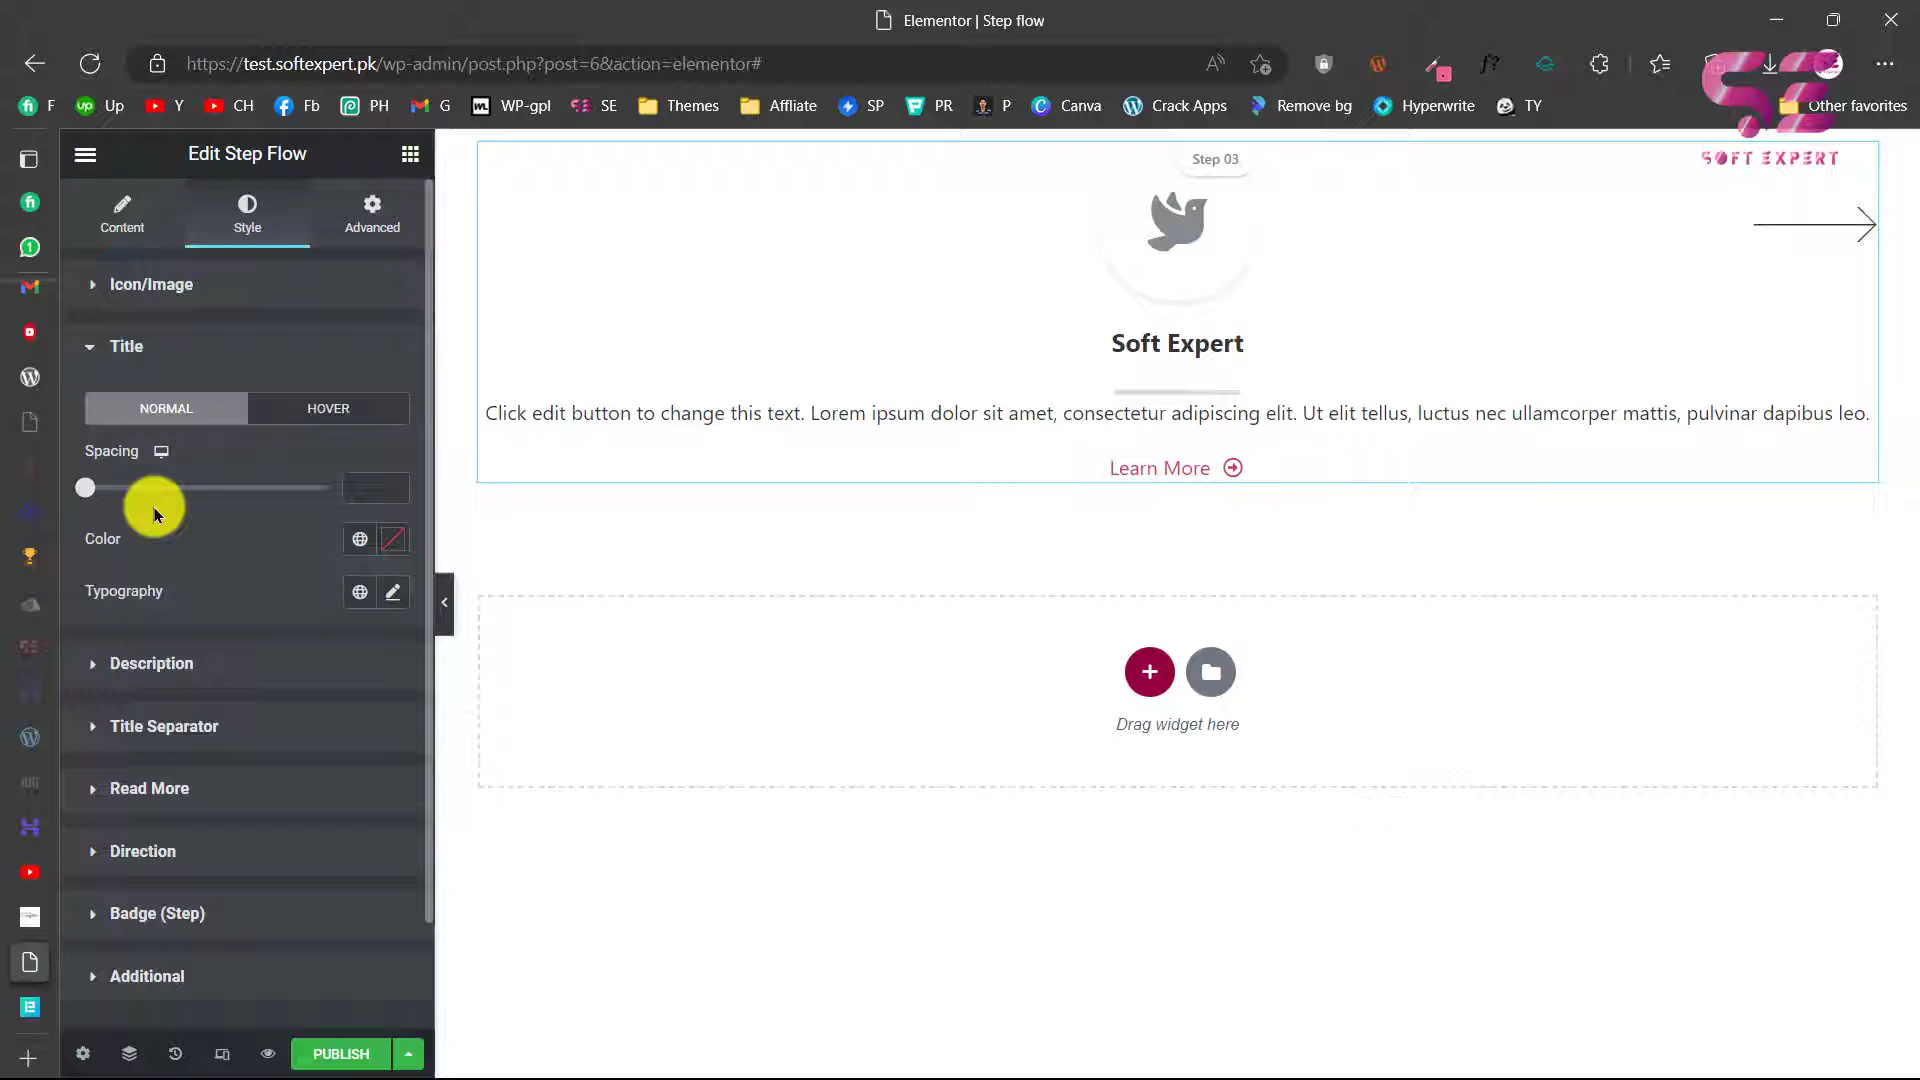 Elementor | Step flow
https://test.softexpert.pk/wp-admin/post.php?post=6&action=elementor#
F Up Y CH Fb PH G WP-gpl SE Themes Affliate SP PR P Canva Crack Apps Remove bg Hyperwrite TY Other favorites
SOFT EXPERT
Edit Step Flow
Content Style Advanced
Icon/Image
Title
NORMAL HOVER
Spacing
Color
Typography
Description
Title Separator
Read More
Direction
Badge (Step)
Additional
PUBLISH
Step 03
Soft Expert
Click edit button to change this text. Lorem ipsum dolor sit amet, consectetur adipiscing elit. Ut elit tellus, luctus nec ullamcorper mattis, pulvinar dapibus leo.
Learn More
Drag widget here